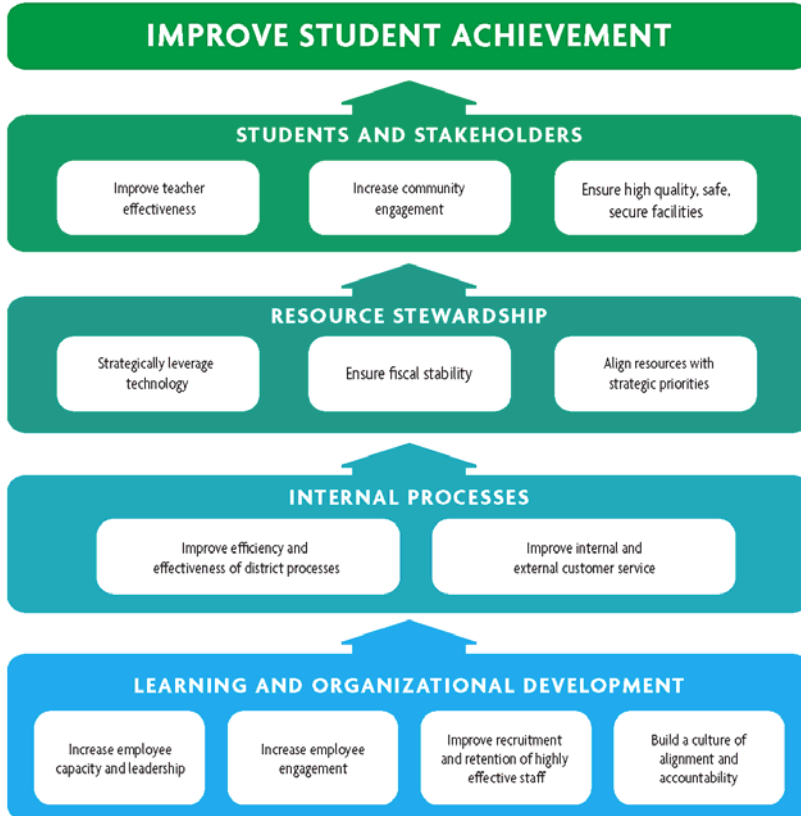 IMPROVE STUDENT ACHIEVEMENT
STUDENTS AND STAKEHOLDERS
Improve teacher
effectiveness
Increase community
engagement
Ensure high quality, safe,
secure facilities
RESOURCE STEWARDSHIP
Strategically leverage
technology
Ensure fiscal stability
Align resources with
strategic priorities
INTERNAL PROCESSES
Improve efficiency and
effectiveness of district processes
Improve internal and
external customer service
LEARNING AND ORGANIZATIONAL DEVELOPMENT
Increase employee
capacity and leadership
Increase employee
engagement
Improve recruitment
and retention of highly
effective staff
Build a culture of
alignment and
accountability